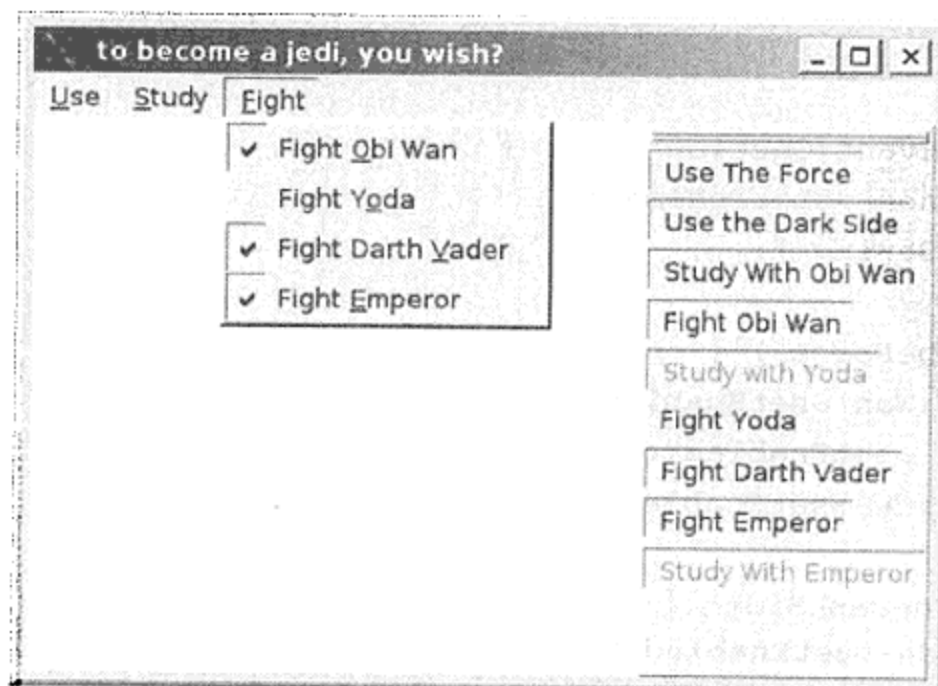 to become a jedi, you wish?
Use Study Fight
Fight Obi Wan
Fight Yoda
Fight Darth Vader
Fight Emperor
Use The Force
Use the Dark Side
Study With Obi Wan
Fight Obi Wan
Study with Yoda
Fight Yoda
Fight Darth Vader
Fight Emperor
Study With Emperor